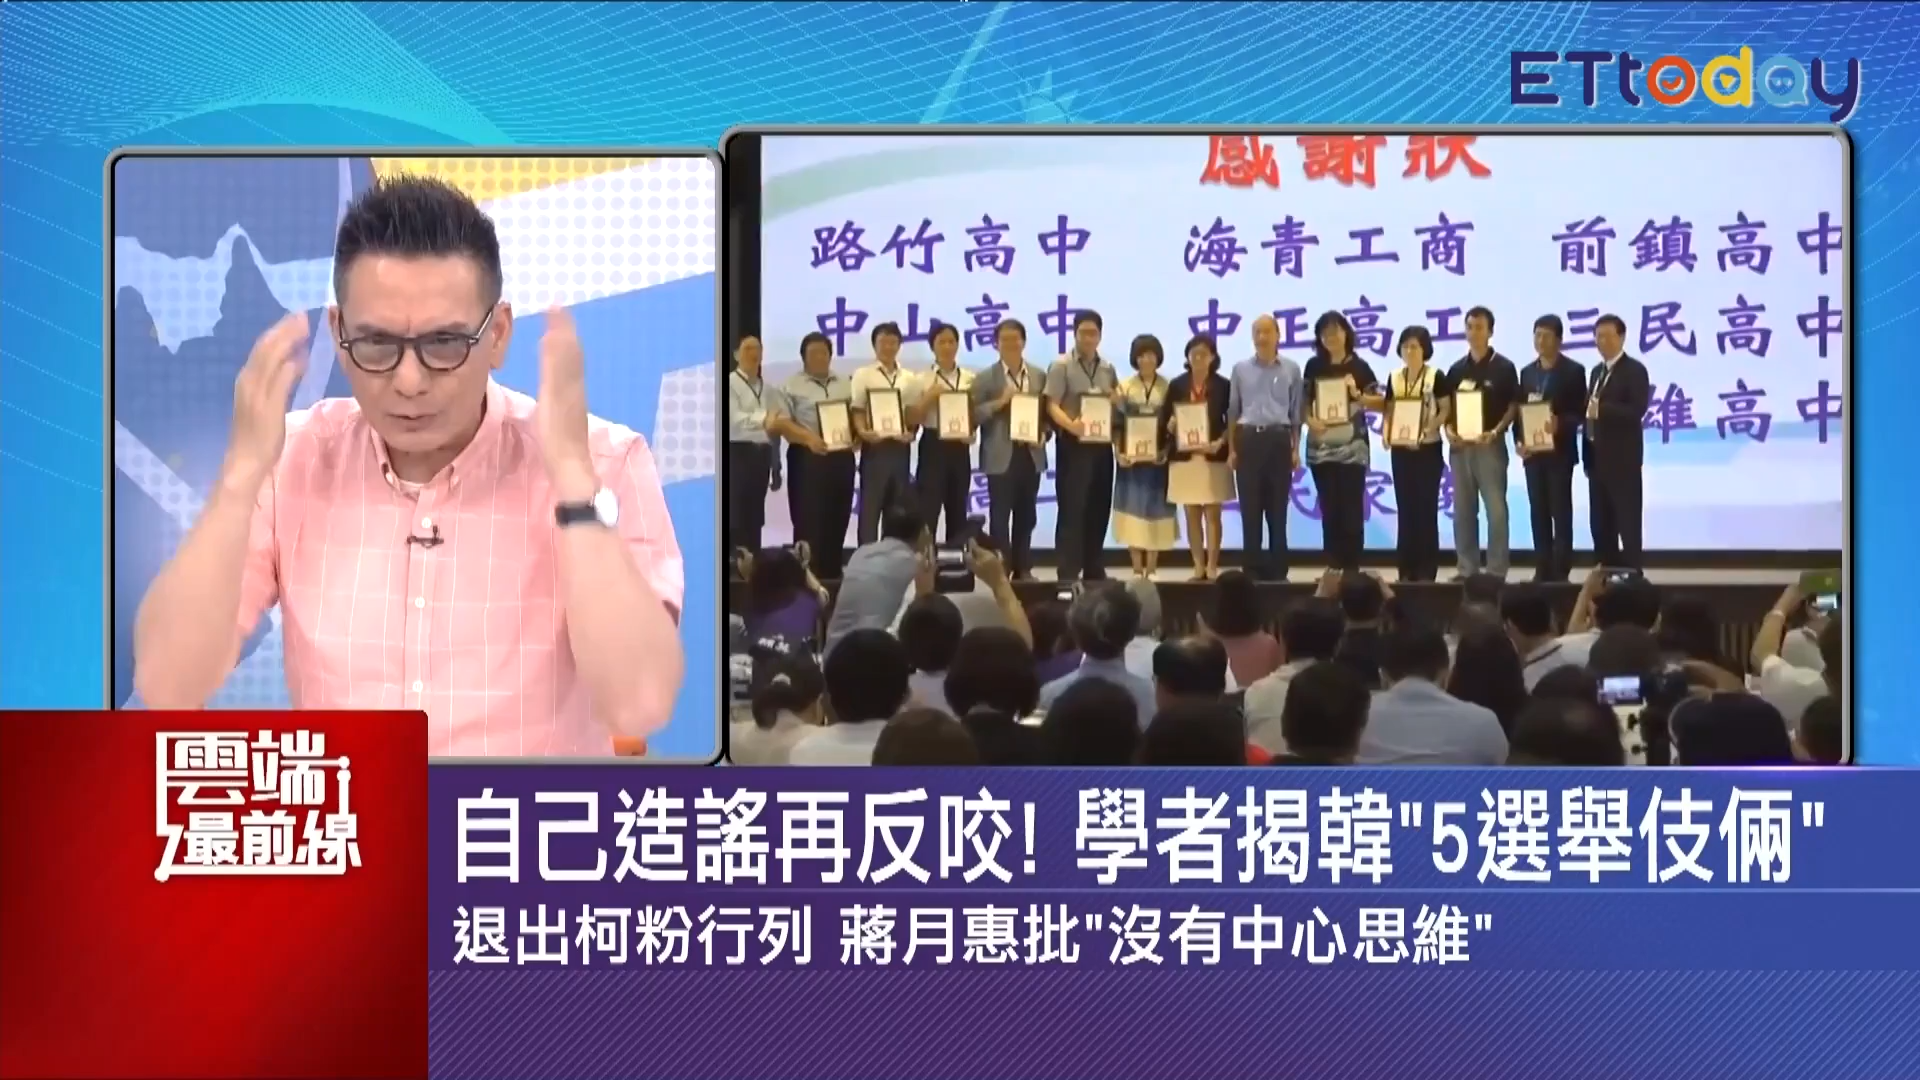 ETtoday
感謝狀
路竹高中 海青工商 前鎮高中
中山高中 中正高工 三民高中
雄高中
雲端
最前線
自己造謠再反咬! 學者揭韓"5選舉伎倆"
退出柯粉行列 蔣月惠批"沒有中心思維"